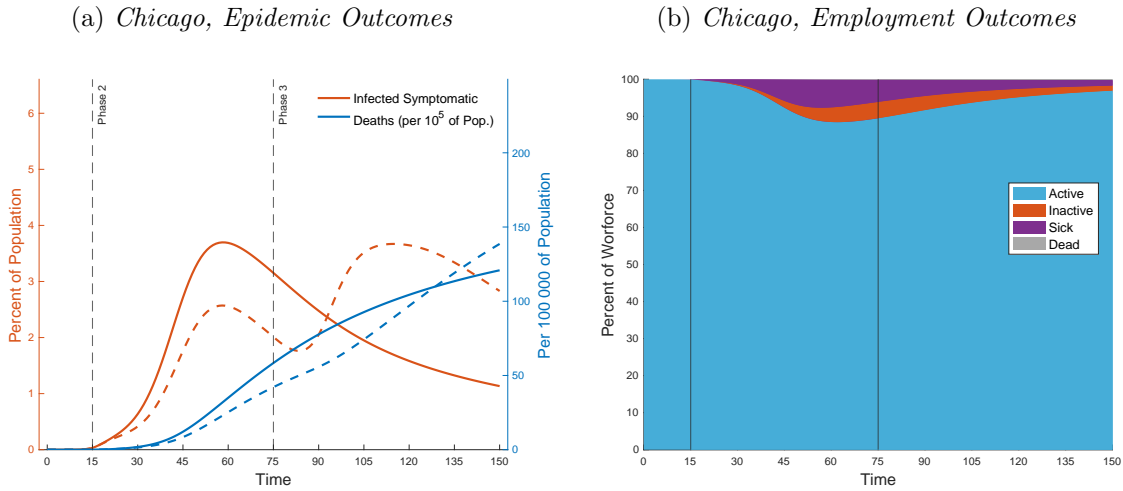 (a) Chicago, Epidemic Outcomes
Phase 2
Phase 3
Infected Symptomatic
Deaths (per 10^5 of Pop.)
Percent of Population
6
5
4
3
2
1
0
Per 100 000 of Population
200
150
100
50
0
0 15 30 45 60 75 90 105 120 135 150
Time
(b) Chicago, Employment Outcomes
Percent of Worforce
100
90
80
70
60
50
40
30
20
10
0
Active
Inactive
Sick
Dead
0 15 30 45 60 75 90 105 120 135 150
Time